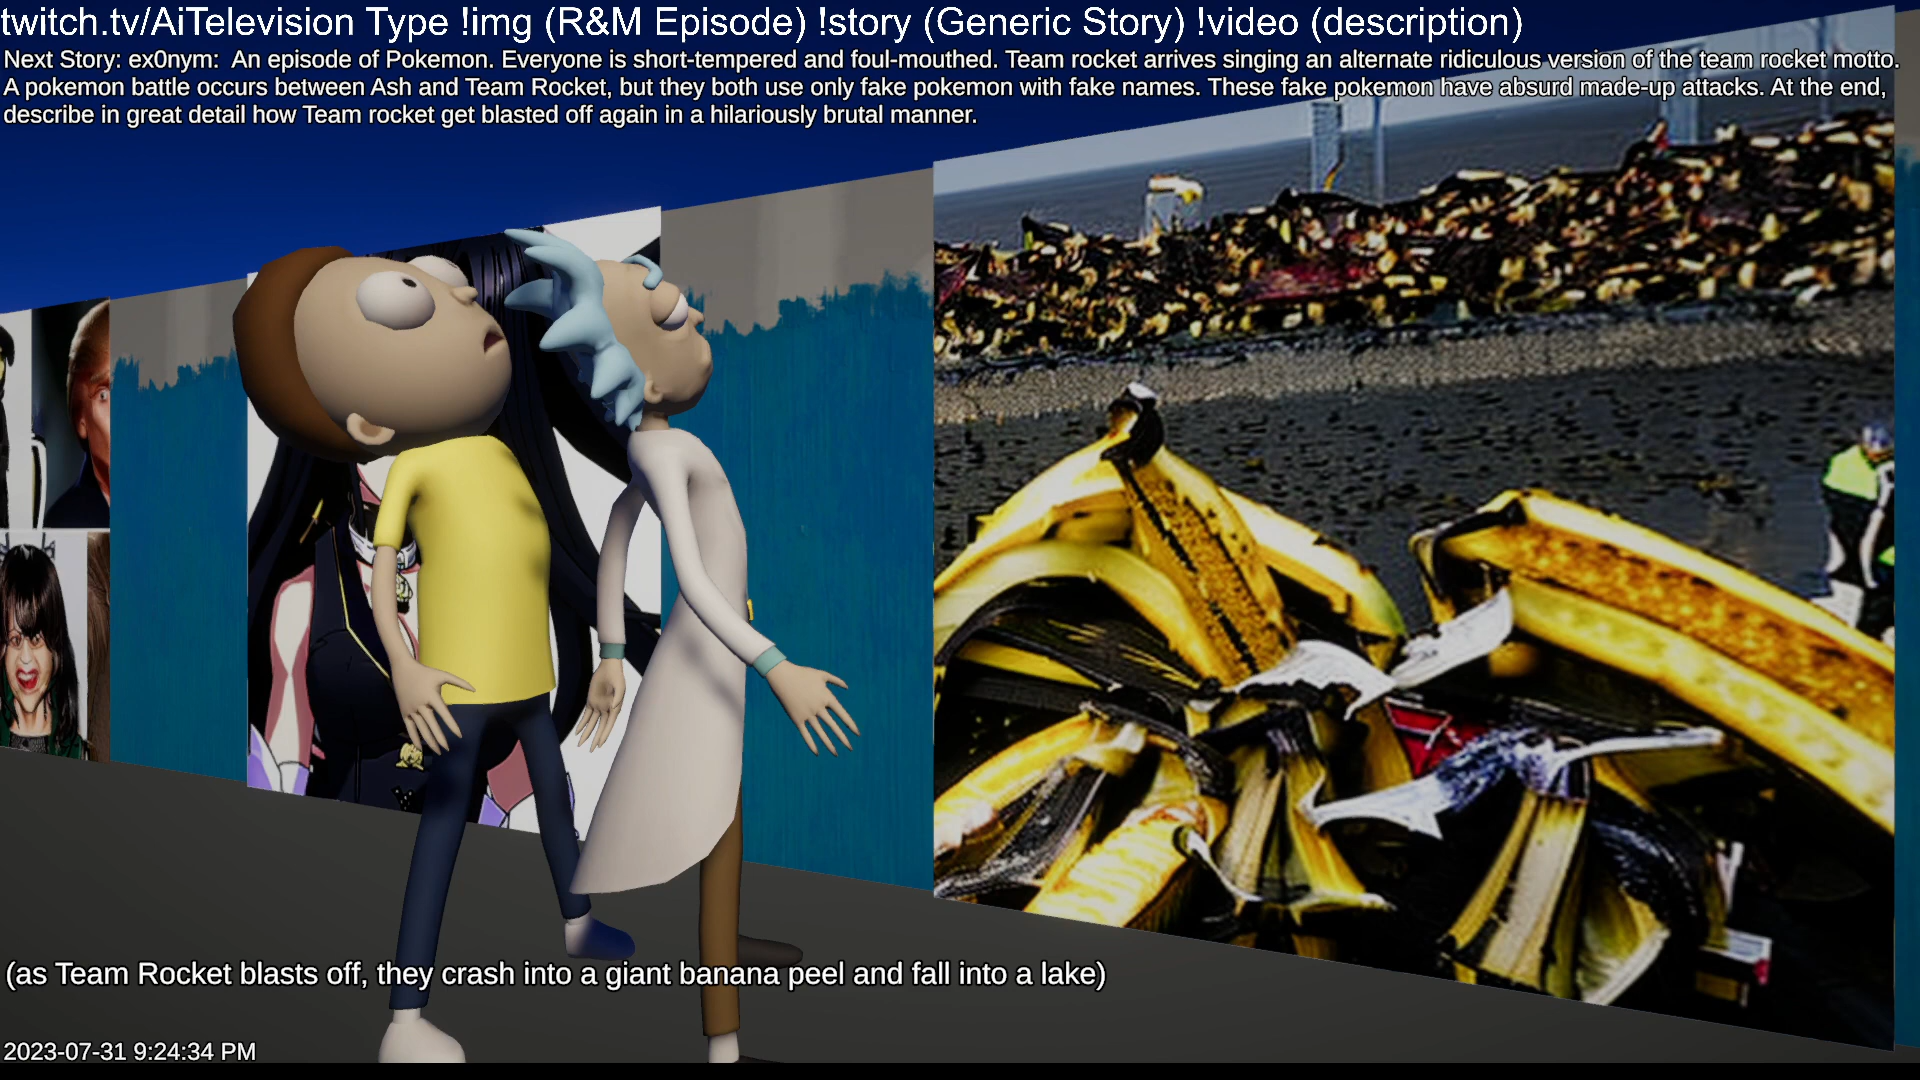 twitch.tv/AiTelevision Type !img (R&M Episode) !story (Generic Story) !video (description)
Next Story: ex0nym:  An episode of Pokemon. Everyone is short-tempered and foul-mouthed. Team rocket arrives singing an alternate ridiculous version of the team rocket motto.
A pokemon battle occurs between Ash and Team Rocket, but they both use only fake pokemon with fake names. These fake pokemon have absurd made-up attacks. At the end,
describe in great detail how Team rocket get blasted off again in a hilariously brutal manner.
(as Team Rocket blasts off, they crash into a giant banana peel and fall into a lake)
2023-07-31 9:24:34 PM